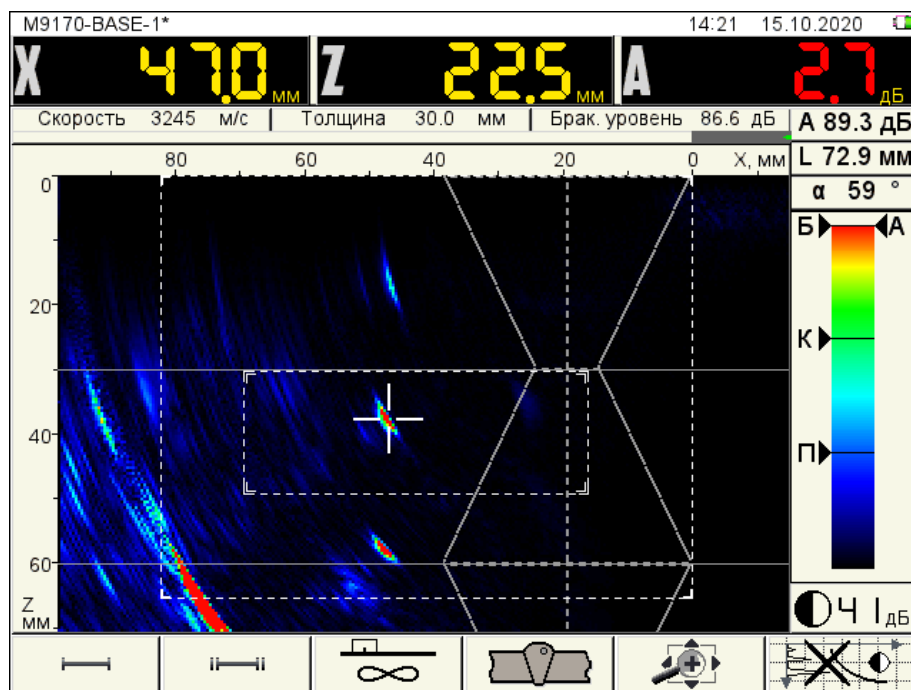 M9170-BASE-1* 14:21 15.10.2020
X 47.0 мм Z 22.5 мм A 2.7 дБ
Скорость 3245 м/с Толщина 30.0 мм Брак. уровень 86.6 дБ
A 89.3 дБ
L 72.9 мм
α 59 °
80 60 40 20 0 X, мм
0
20
40
60
Z
мм
Б А
К
П
41 дБ